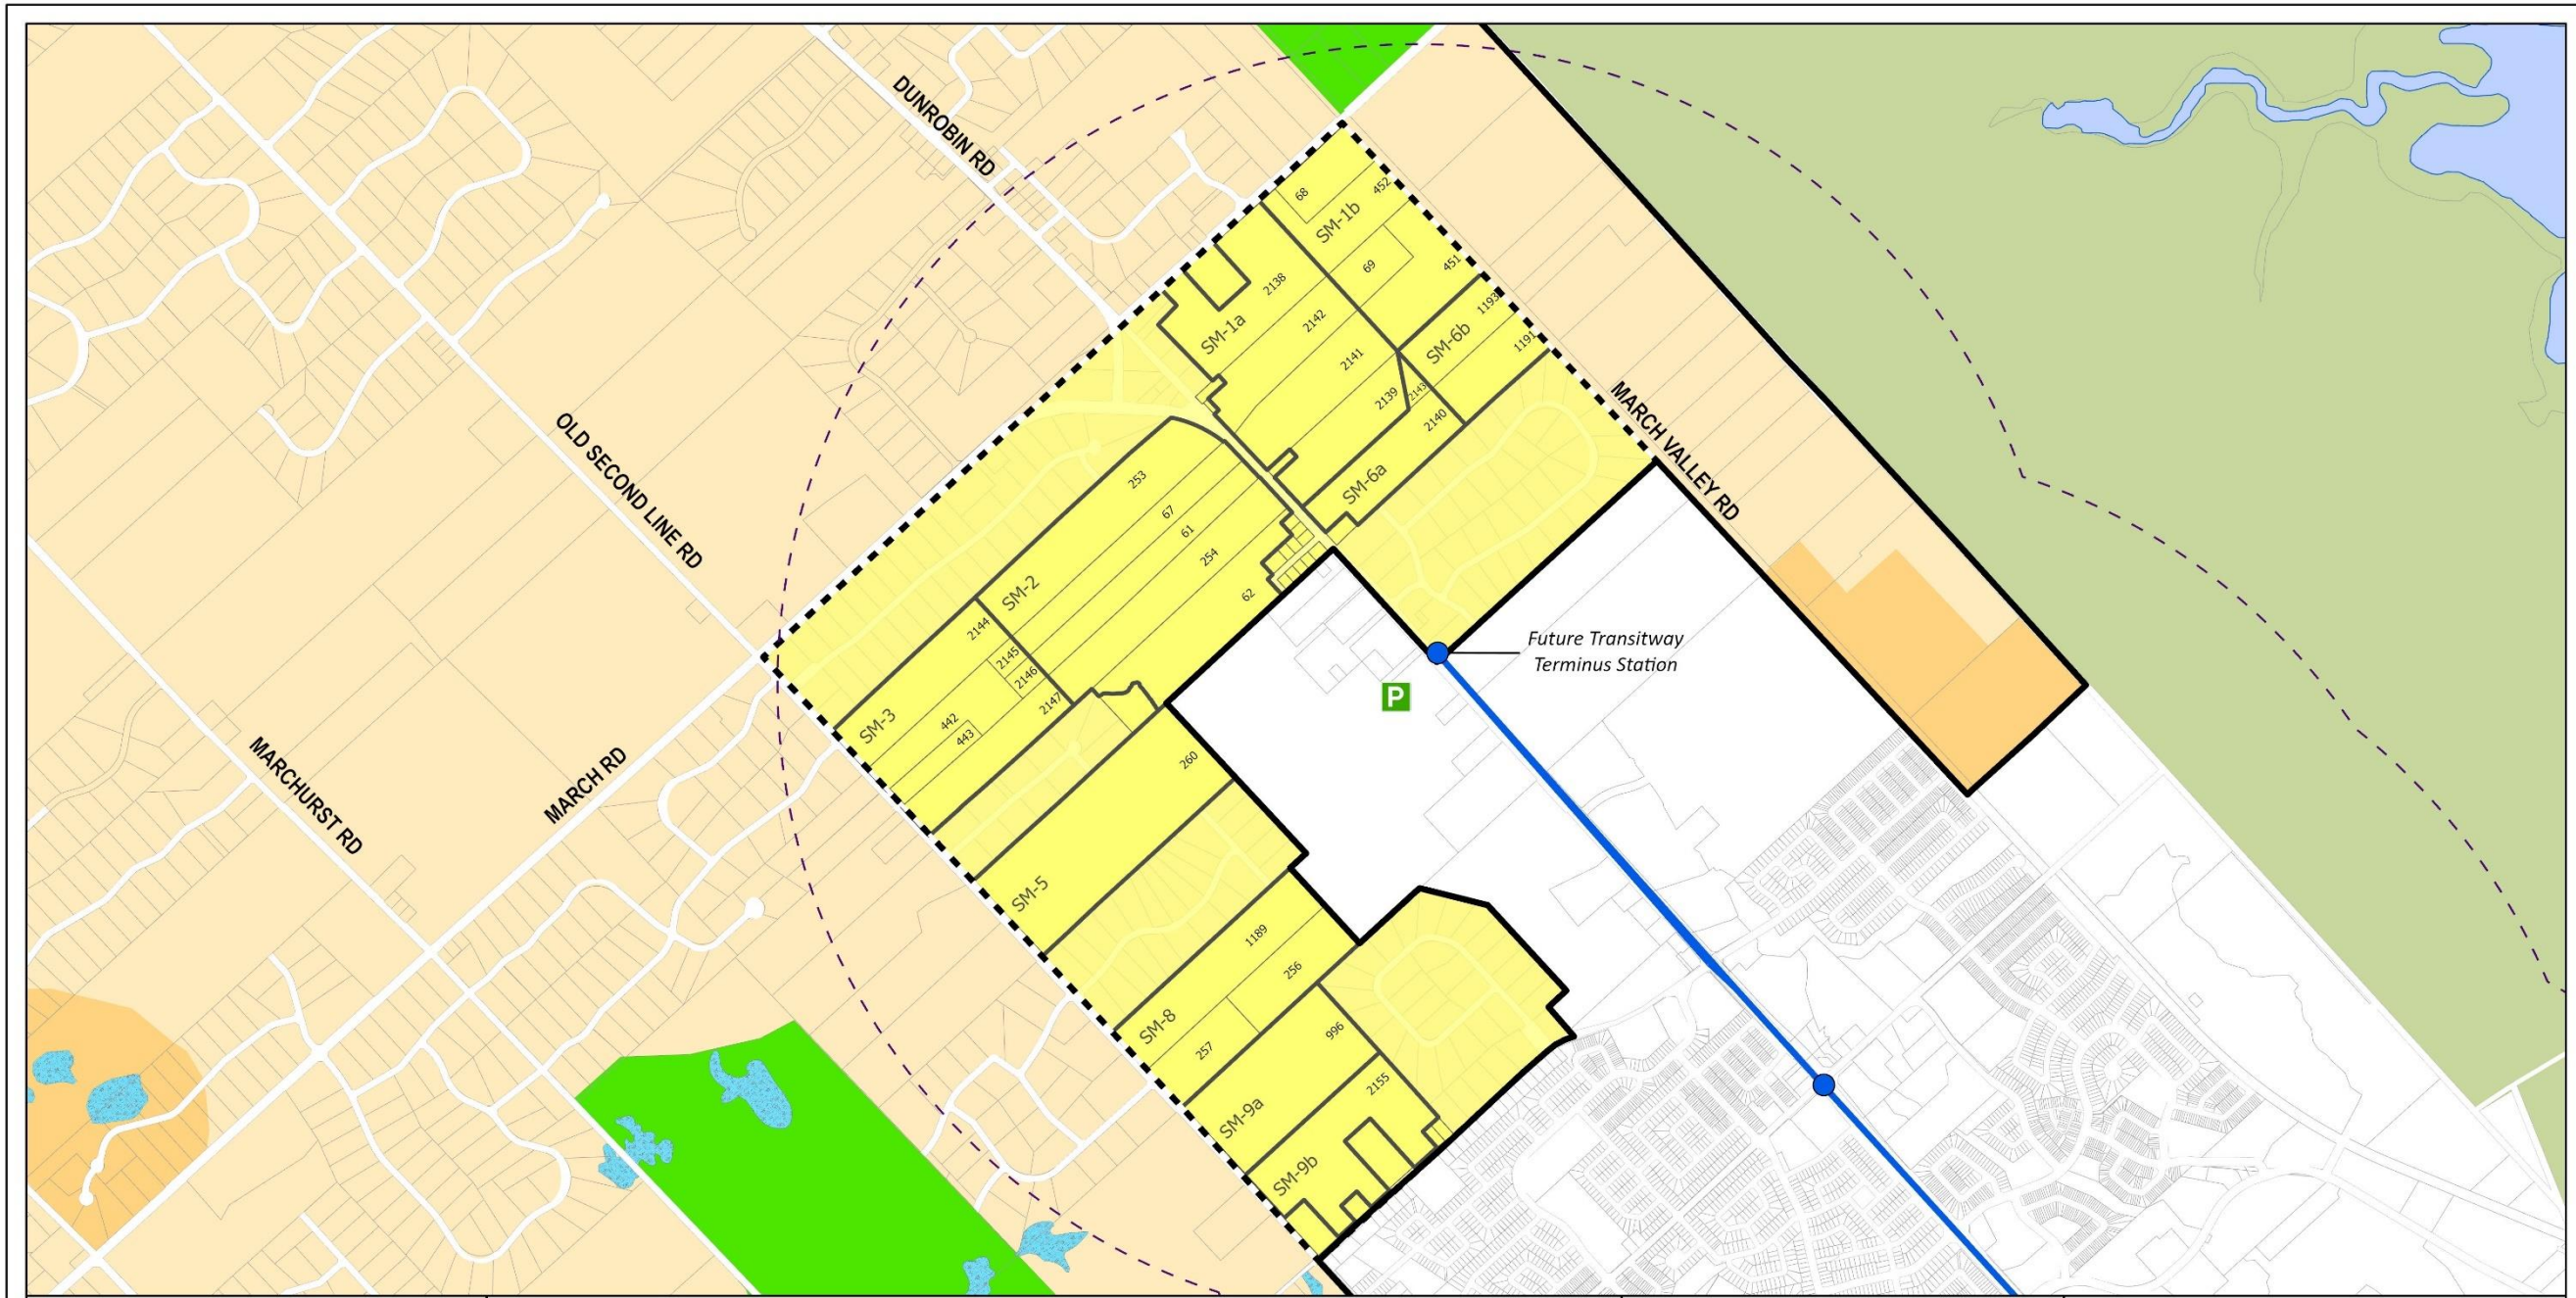 DUNROBIN RD
68
452
SM-1b
69
451
2138
1193
2142
SM-1a
SM-6b
1191
2141
2139
2143
2140
MARCH VALLEY RD
OLD SECOND LINE RD
253
SM-6a
67
61
254
62
SM-2
2144
2145
2146
2147
Future Transitway
Terminus Station
P
SM-3
442
443
260
MARCHURST RD
MARCH RD
SM-5
1189
256
SM-8
257
996
2155
SM-9a
SM-9b